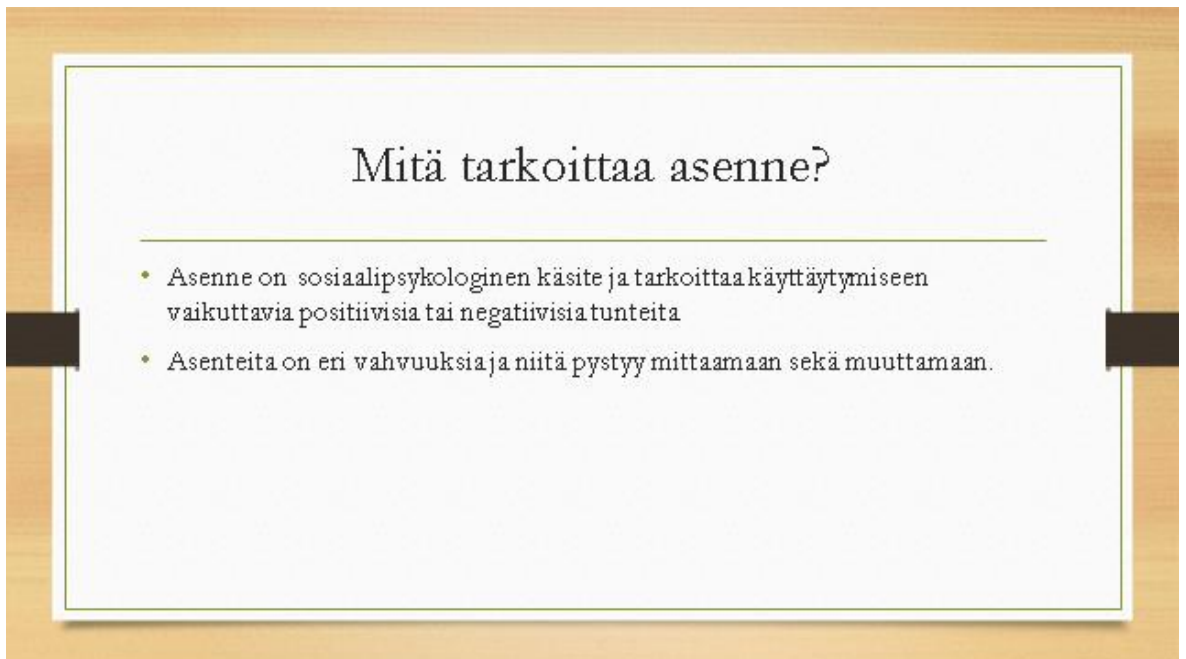 Mitä tarkoittaa asenne?
• Asenne on sosiaalipsykologinen käsite ja tarkoittaa käyttäytymiseen
vaikuttavia positiivisia tai negatiivisia tunteita
• Asenteita on eri vahvuuksia ja niitä pystyy mittaamaan sekä muuttamaan.